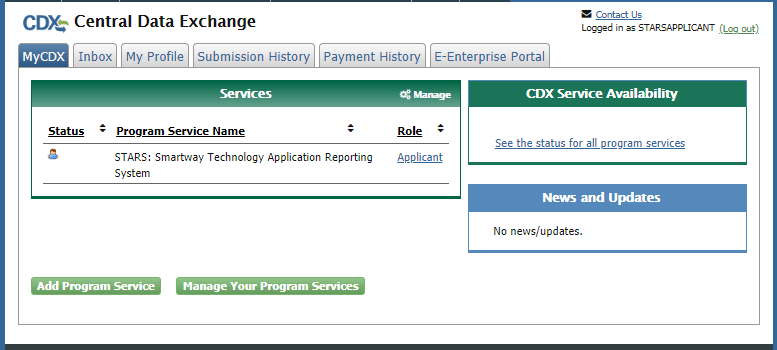 CDX Central Data Exchange
Contact Us
Logged in as STARSAPPLICANT (Log out)
MyCDX Inbox My Profile Submission History Payment History E-Enterprise Portal
Services Manage
Status Program Service Name Role
STARS: Smartway Technology Application Reporting System Applicant
CDX Service Availability
See the status for all program services
News and Updates
No news/updates.
Add Program Service Manage Your Program Services